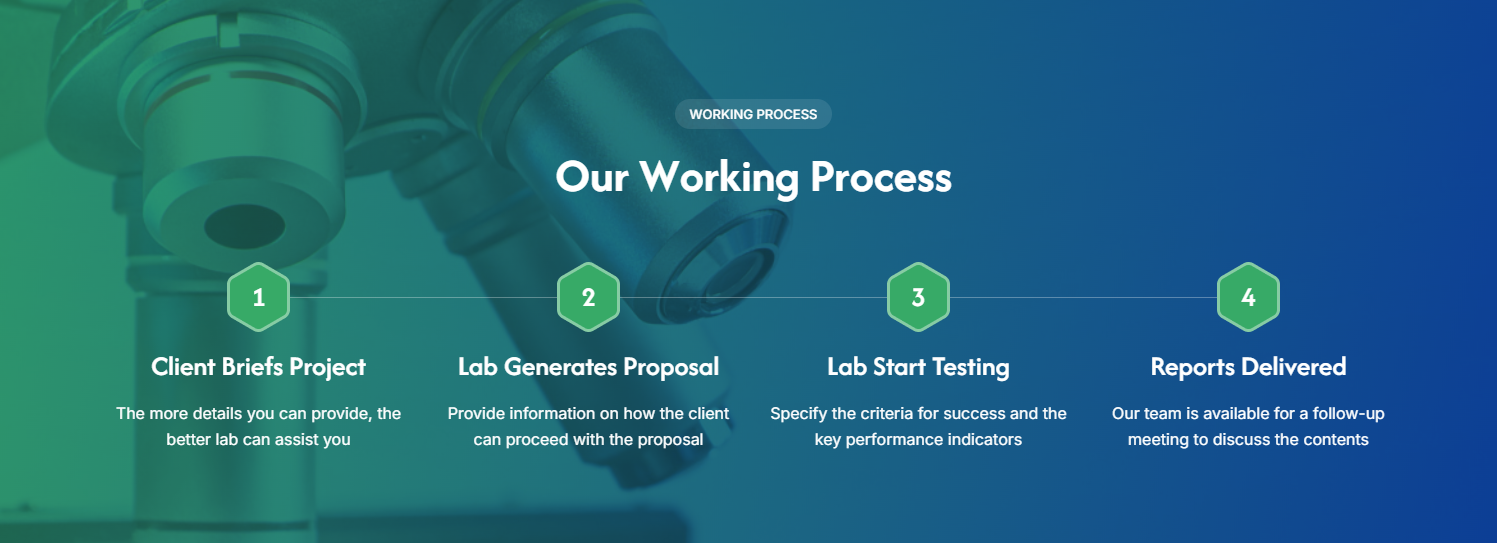 WORKING PROCESS
Our Working Process
1
2
3
4
Client Briefs Project
The more details you can provide, the
better lab can assist you
Lab Generates Proposal
Provide information on how the client
can proceed with the proposal
Lab Start Testing
Specify the criteria for success and the
key performance indicators
Reports Delivered
Our team is available for a follow-up
meeting to discuss the contents